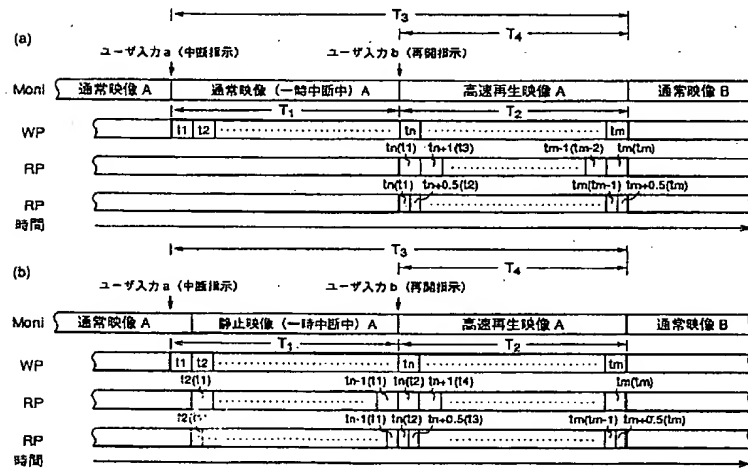 T3
(a)
T4
ユーザ入力a(中断指示)
ユーザ入力b(再開指示)
Moni 通常映像A 通常映像(一時中断中)A 高速再生映像A 通常映像B
T1 T2
WP t1 t2 tn tm
tn(t1) tn+1(t3) tm-1(tm-2) tm(tm)
RP
tn(t1) tn+0.5(t2) tm(tm-1) tm+0.5(tm)
RP
時間
T3
(b)
T4
ユーザ入力a(中断指示)
ユーザ入力b(再開指示)
Moni 通常映像A 静止映像(一時中断中)A 高速再生映像A 通常映像B
T1 T2
WP t1 t2 tn tm
t2(t1) tn-1(t1) tn(t2) tn+1(t4) tm(tm)
RP
tn-1(t1) tn(t2) tn+0.5(t3) tm(tm-1) tm+0.5(tm)
RP
時間